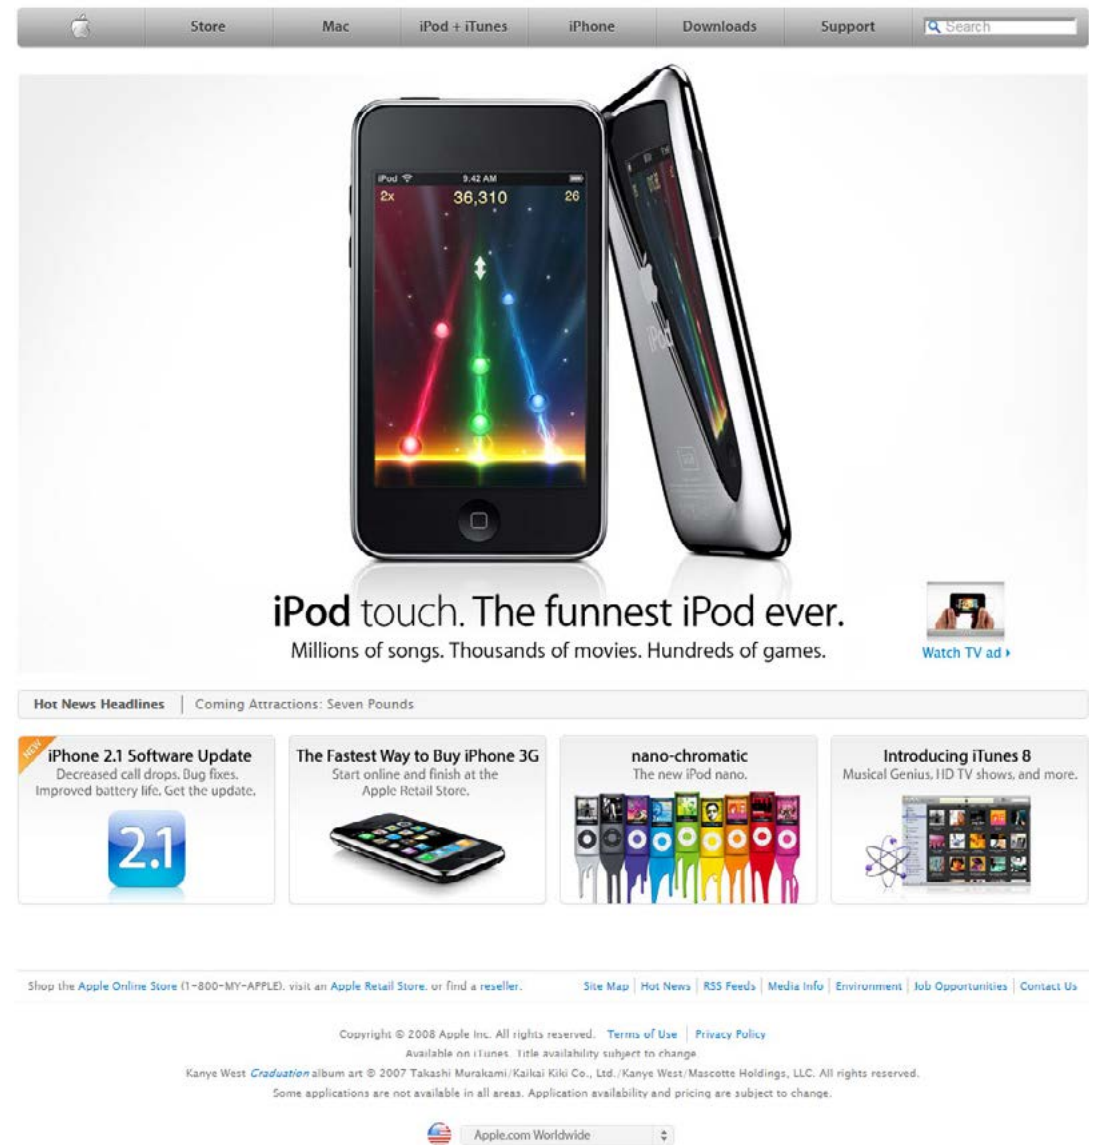 Store Mac iPod + iTunes iPhone Downloads Support Search
iPod 9:42 AM
2x 36,310 26
iPod
iPod touch. The funnest iPod ever.
Millions of songs. Thousands of movies. Hundreds of games.
Watch TV ad
Hot News Headlines Coming Attractions: Seven Pounds
NEW
iPhone 2.1 Software Update
Decreased call drops. Bug fixes.
Improved battery life. Get the update.
2.1
The Fastest Way to Buy iPhone 3G
Start online and finish at the
Apple Retail Store.
nano-chromatic
The new iPod nano.
Introducing iTunes 8
Musical Genius, HD TV shows, and more.
Shop the Apple Online Store (1-800-MY-APPLE), visit an Apple Retail Store, or find a reseller.
Site Map Hot News RSS Feeds Media Info Environment Job Opportunities Contact Us
Copyright © 2008 Apple Inc. All rights reserved. Terms of Use Privacy Policy
Available on iTunes. Title availability subject to change.
Kanye West Graduation album art © 2007 Takashi Murakami/Kaikai Kiki Co., Ltd./Kanye West/Mascotte Holdings, LLC. All rights reserved.
Some applications are not available in all areas. Application availability and pricing are subject to change.
Apple.com Worldwide